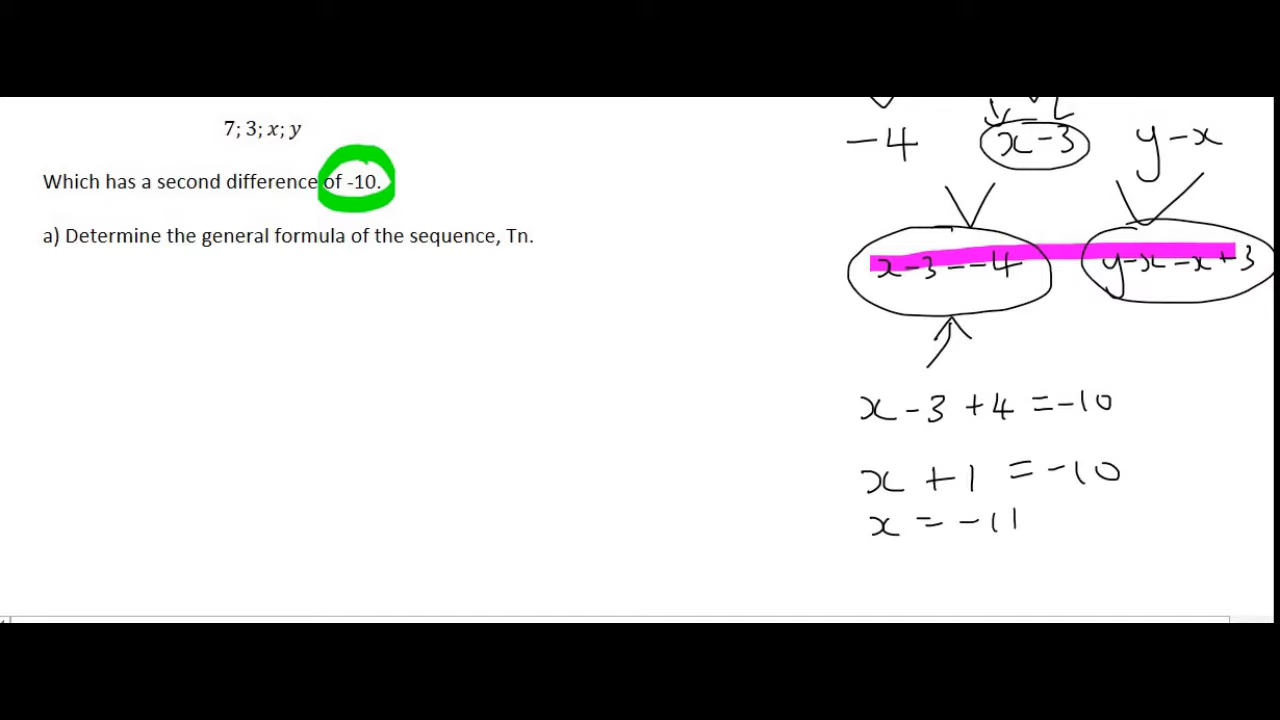 7; 3; x; y
Which has a second difference of -10.
a) Determine the general formula of the sequence, Tn.
-4 x-3 y-x
x-3--4 y-x-x+3
x-3+4=-10
x+1=-10
x=-11